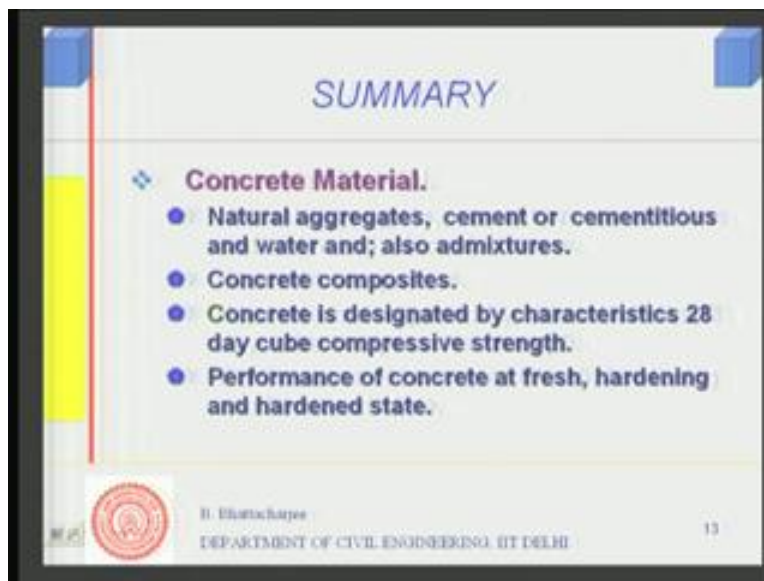 SUMMARY
Concrete Material.
Natural aggregates, cement or cementitious
and water and; also admixtures.
Concrete composites.
Concrete is designated by characteristics 28
day cube compressive strength.
Performance of concrete at fresh, hardening
and hardened state.
B. Bhattacharjee
DEPARTMENT OF CIVIL ENGINEERING, IIT DELHI
13